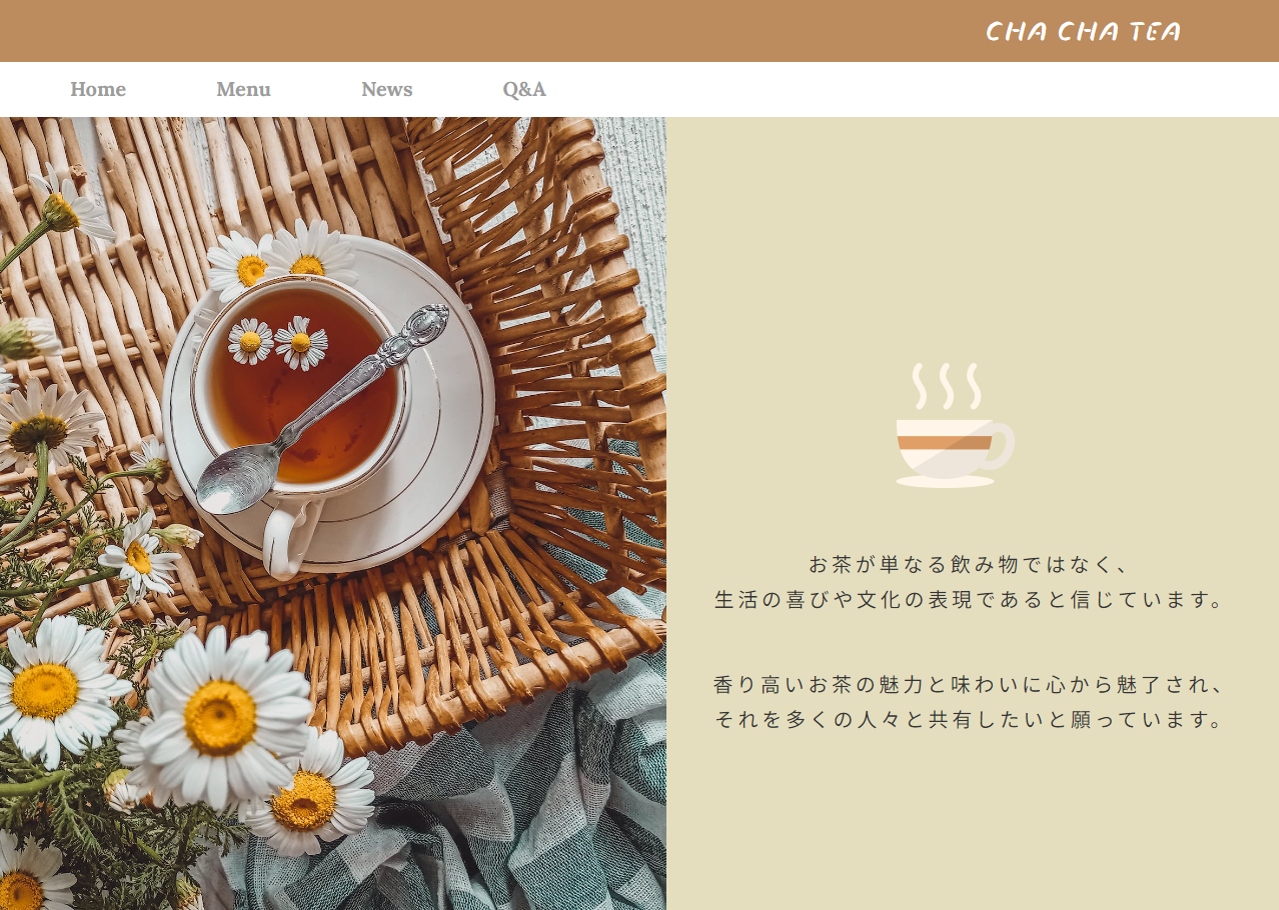 CHA CHA TEA
Home Menu News Q&A
お茶が単なる飲み物ではなく、
生活の喜びや文化の表現であると信じています。
香り高いお茶の魅力と味わいに心から魅了され、
それを多くの人々と共有したいと願っています。